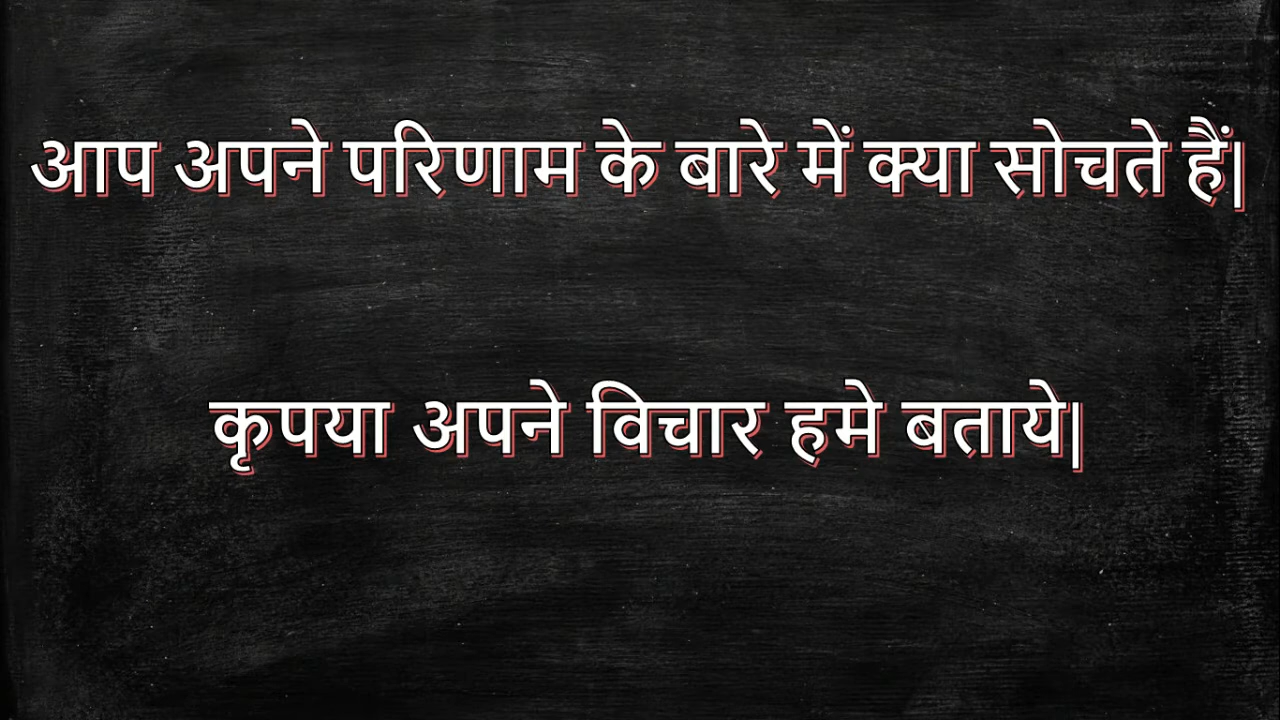 आप अपने परिणाम के बारे में क्या सोचते हैं|
कृपया अपने विचार हमे बताये|